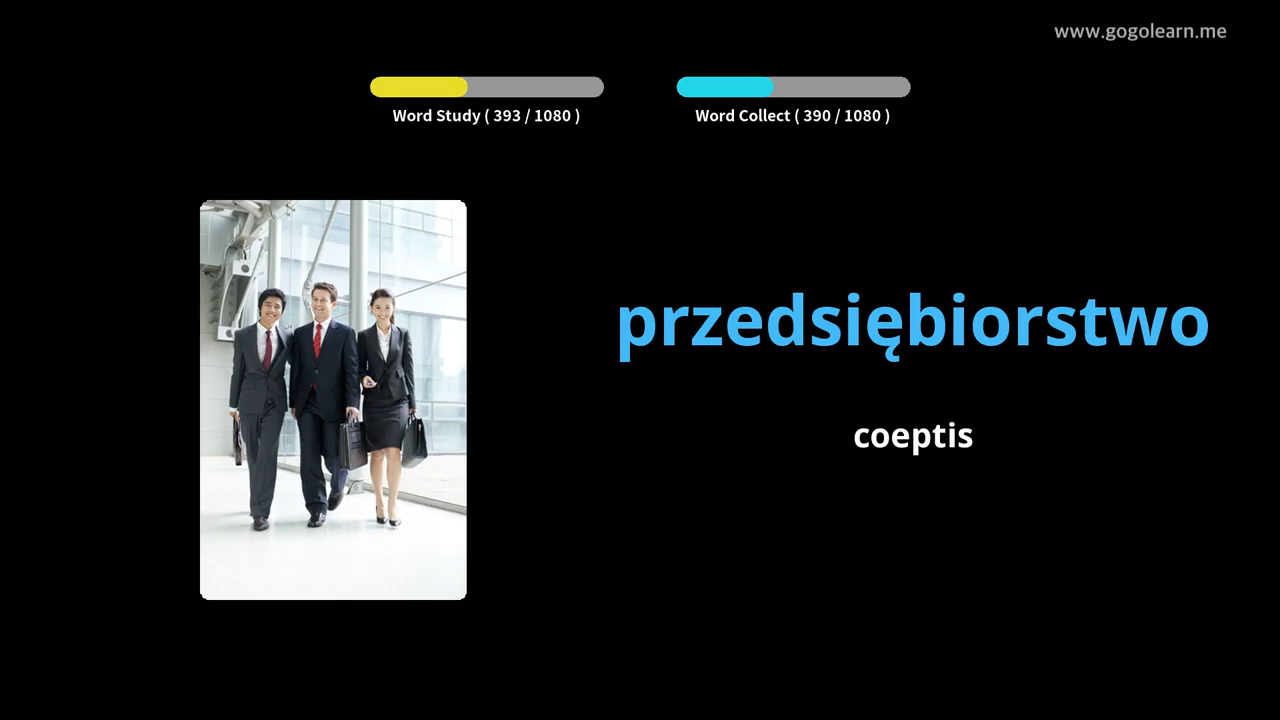 www.gogolearn.me
Word Study ( 393 / 1080 )
Word Collect ( 390 / 1080 )
przedsiębiorstwo
coeptis